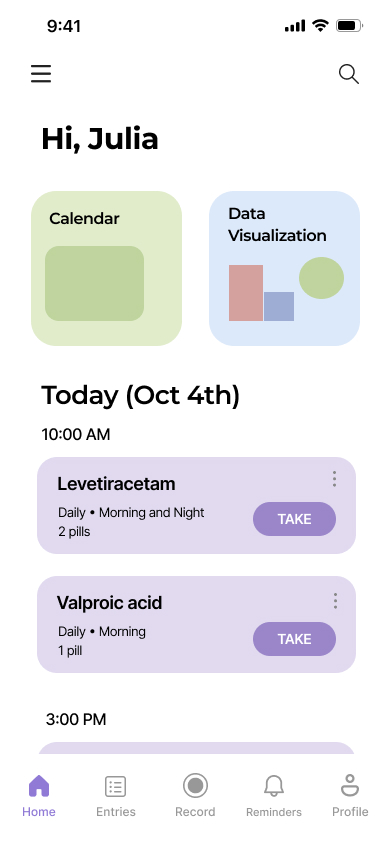 9:41
Hi, Julia
Calendar
Data
Visualization
Today (Oct 4th)
10:00 AM
Levetiracetam
Daily • Morning and Night
2 pills
TAKE
Valproic acid
Daily • Morning
1 pill
TAKE
3:00 PM
Home
Entries
Record
Reminders
Profile